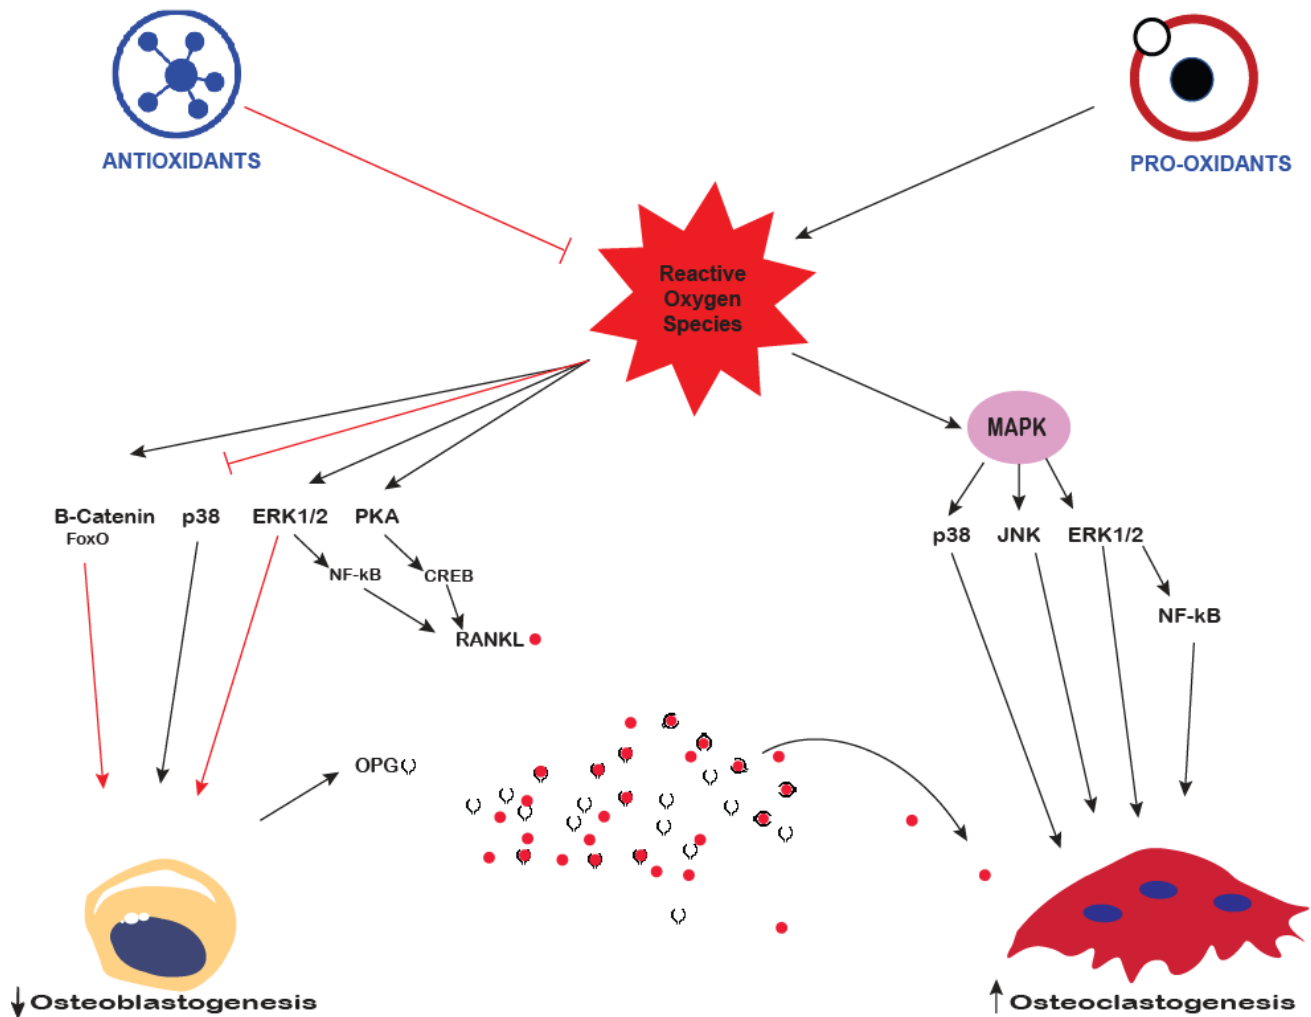 ANTIOXIDANTS
PRO-OXIDANTS
Reactive
Oxygen
Species
MAPK
B-Catenin
FoxO
p38
ERK1/2
PKA
NF-kB
CREB
RANKL
p38
JNK
ERK1/2
NF-kB
OPG
Osteoblastogenesis
Osteoclastogenesis